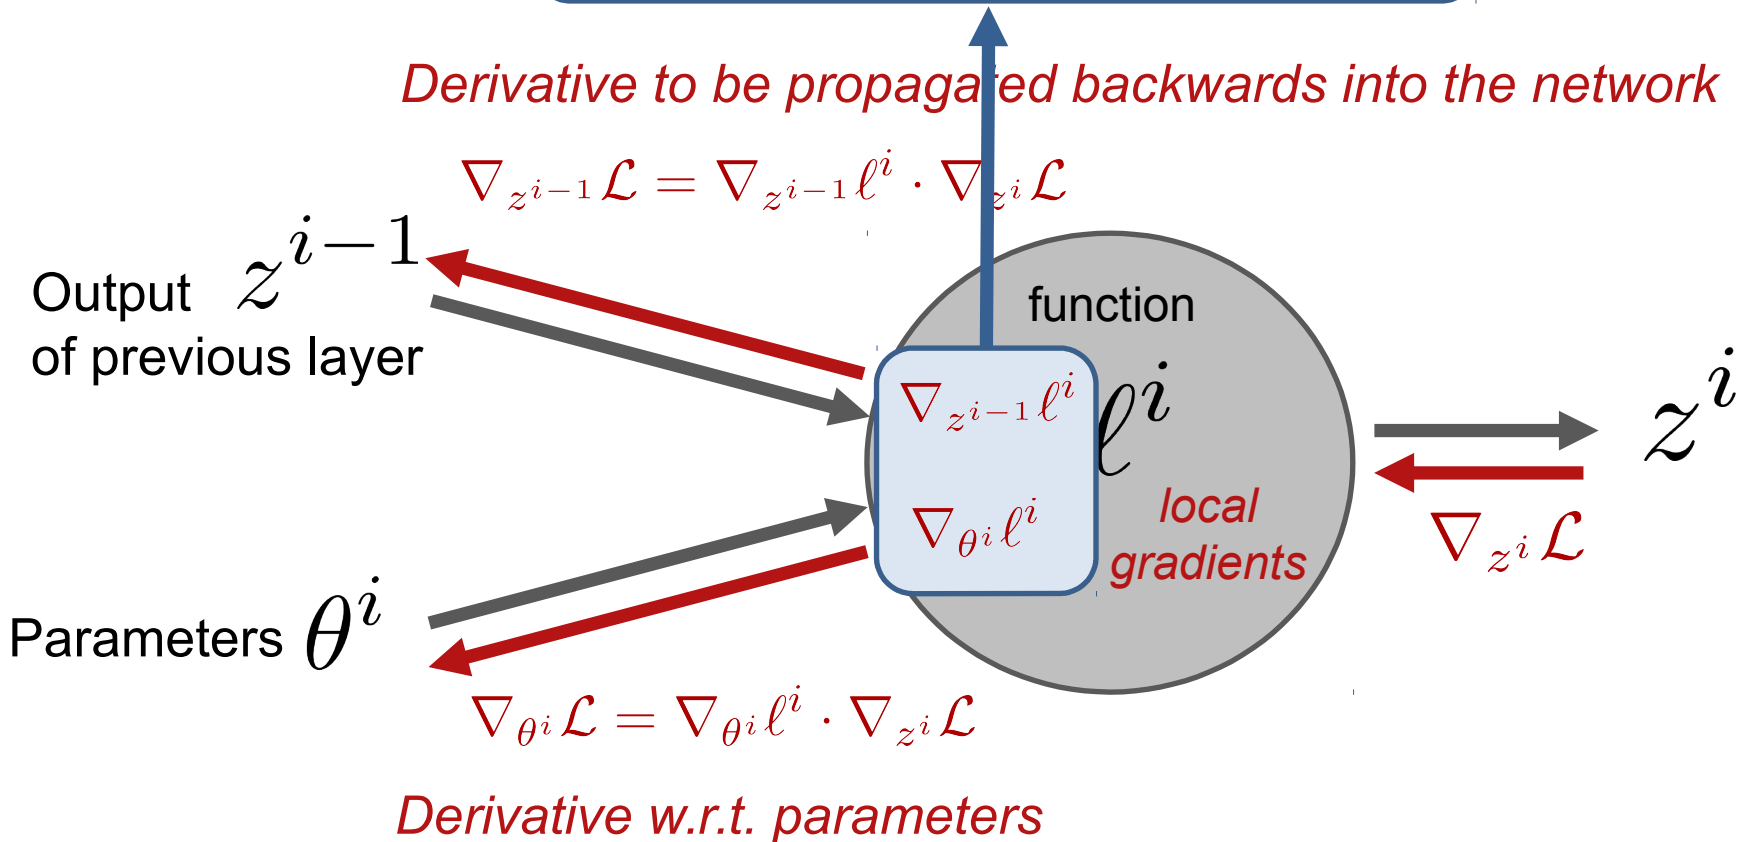 Derivative to be propagated backwards into the network
∇_{z^{i−1}} ℒ = ∇_{z^{i−1}} ℓ^i · ∇_{z^i} ℒ
Output z^{i−1}
of previous layer
function
∇_{z^{i−1}} ℓ^i
ℓ^i
z^i
∇_{θ^i} ℓ^i
local
gradients
∇_{z^i} ℒ
Parameters θ^i
∇_{θ^i} ℒ = ∇_{θ^i} ℓ^i · ∇_{z^i} ℒ
Derivative w.r.t. parameters